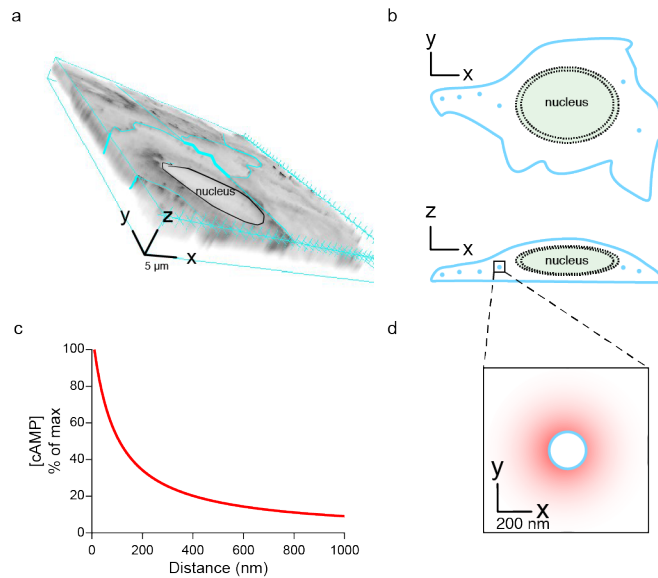 a
nucleus
y
z
x
5 μm
b
y
x
nucleus
z
x
nucleus
c
100
80
60
40
20
0
[cAMP]
% of max
0 200 400 600 800 1000
Distance (nm)
d
y
x
200 nm